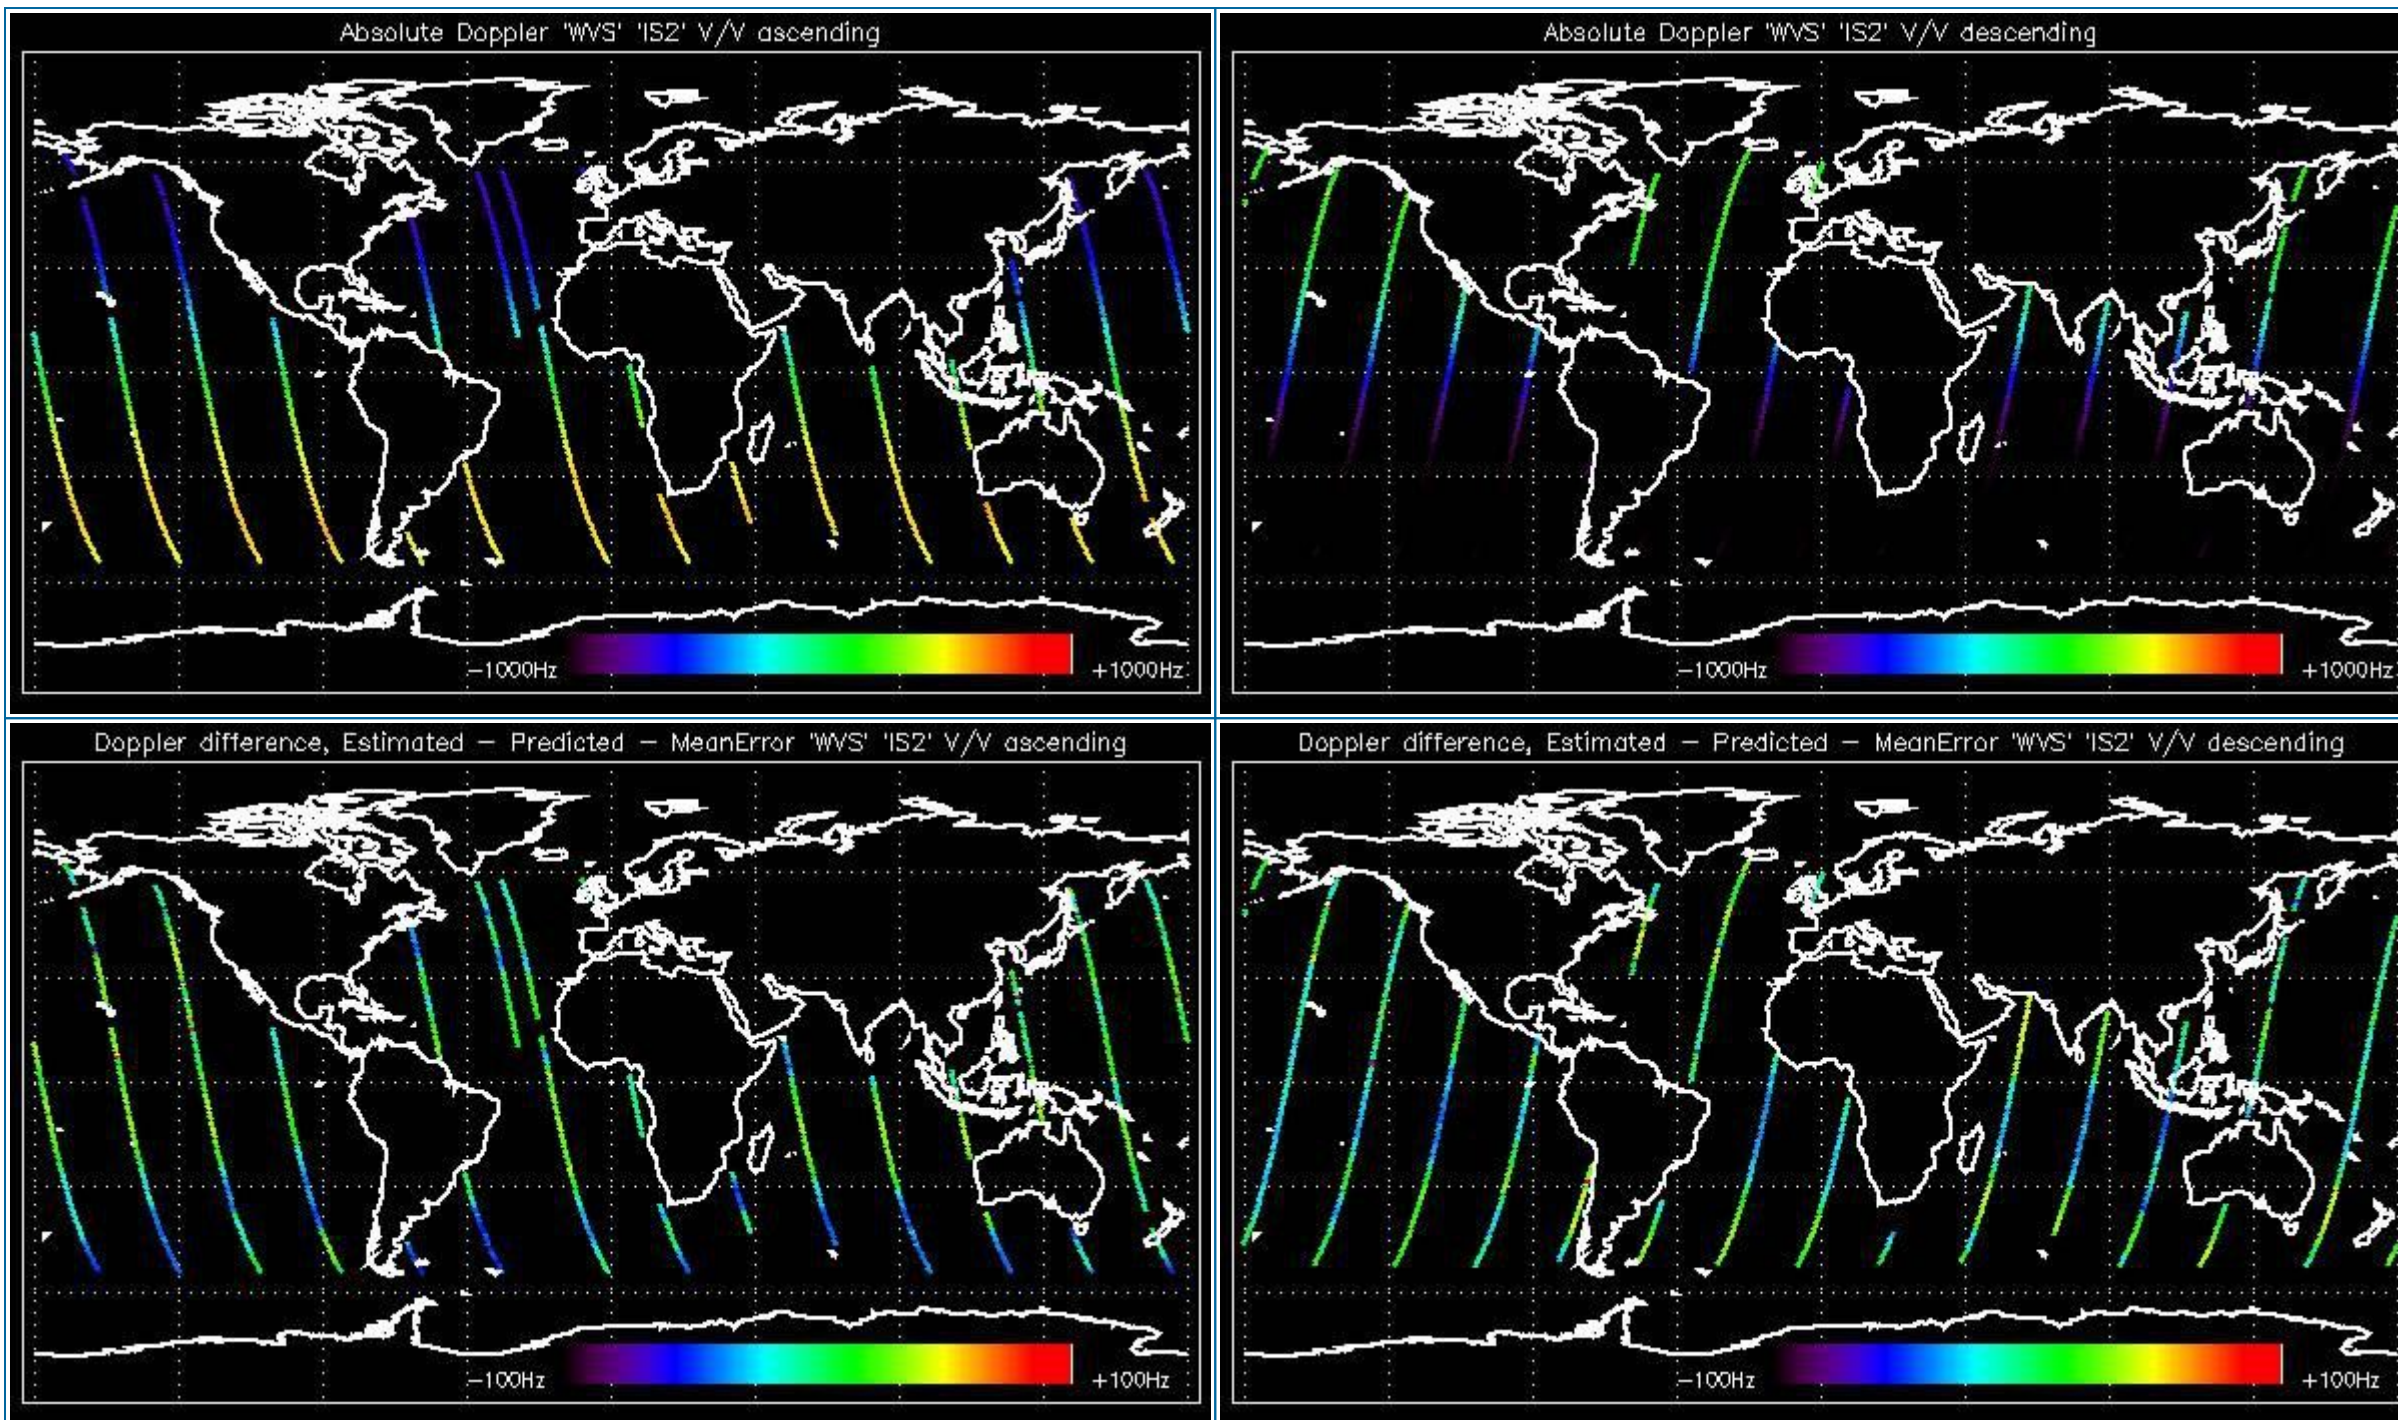 Absolute Doppler 'WVS' 'IS2' V/V ascending
-1000Hz
+1000Hz
Absolute Doppler 'WVS' 'IS2' V/V descending
-1000Hz
+1000Hz
Doppler difference, Estimated - Predicted - MeanError 'WVS' 'IS2' V/V ascending
-100Hz
+100Hz
Doppler difference, Estimated - Predicted - MeanError 'WVS' 'IS2' V/V descending
-100Hz
+100Hz